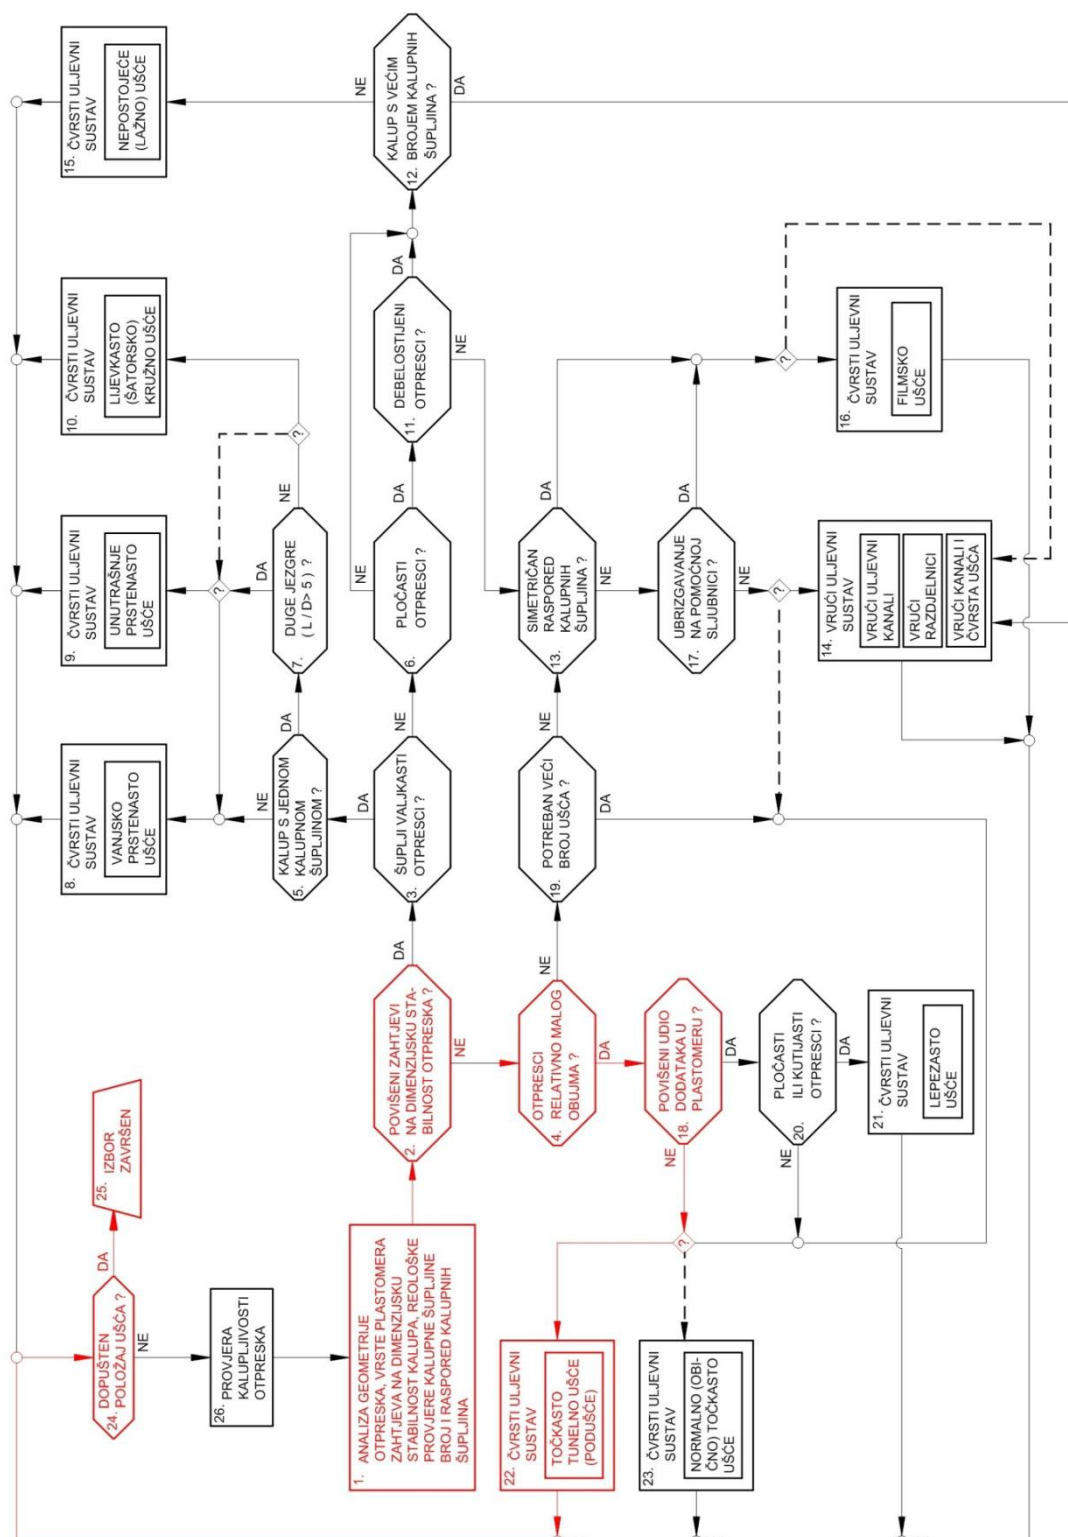 1. ANALIZA GEOMETRIJE
OTPRESKA, VRSTE PLASTOMERA
ZAHTJEVA NA DIMENZIJSKU
STABILNOST KALUPA, REOLOŠKE
PROVJERE KALUPNE ŠUPLJINE
BROJ I RASPORED KALUPNIH
ŠUPLJINA
POVIŠENI ZAHTJEVI
2. NA DIMENZIJSKU STA-
BILNOST OTPRESKA ?
DA
NE
ŠUPLJI VALJKASTI
3. OTPRESCI ?
DA
NE
OTPRESCI
4. RELATIVNO MALOG
OBUJMA ?
NE
DA
KALUP S JEDNOM
KALUPNOM
5. ŠUPLJINOM ?
NE
DA
PLOČASTI
6. OTPRESCI ?
NE
DA
DUGE JEZGRE
7. ( L / D> 5 ) ?
DA
NE
?
?
8. ČVRSTI ULJEVNI
SUSTAV
VANJSKO
PRSTENASTO
UŠĆE
9. ČVRSTI ULJEVNI
SUSTAV
UNUTRAŠNJE
PRSTENASTO
UŠĆE
10. ČVRSTI ULJEVNI
SUSTAV
LIJEVKASTO
(ŠATORSKO)
KRUŽNO UŠĆE
DEBELOSTIJENI
11. OTPRESCI ?
DA
NE
KALUP S VEĆIM
12. BROJEM KALUPNIH
ŠUPLJINA ?
NE
DA
SIMETRIČAN
RASPORED
KALUPNIH
13. ŠUPLJINA ?
DA
NE
14. VRUĆI ULJEVNI
SUSTAV
VRUĆI ULJEVNI
KANALI
VRUĆI
RAZDJELNICI
VRUĆI KANALI I
ČVRSTA UŠĆA
15. ČVRSTI ULJEVNI
SUSTAV
NEPOSTOJEĆE
(LAŽNO) UŠĆE
16. ČVRSTI ULJEVNI
SUSTAV
FILMSKO
UŠĆE
UBRIZGAVANJE
NA POMOĆNOJ
17. SLJUBNICI ?
DA
NE
?
?
POVIŠENI UDIO
DODATAKA U
18. PLASTOMERU ?
NE
DA
POTREBAN VEĆI
BROJ UŠĆA ?
19.
NE
DA
PLOČASTI
ILI KUTIJASTI
OTPRESCI ?
20.
NE
DA
21. ČVRSTI ULJEVNI
SUSTAV
LEPEZASTO
UŠĆE
?
22. ČVRSTI ULJEVNI
SUSTAV
TOČKASTO
TUNELNO UŠĆE
(PODUŠĆE)
23. ČVRSTI ULJEVNI
SUSTAV
NORMALNO (OBI-
ČNO) TOČKASTO
UŠĆE
DOPUŠTEN
24. POLOŽAJ UŠĆA ?
DA
NE
25. IZBOR
ZAVRŠEN
26. PROVJERA
KALUPLJIVOSTI
OTPRESKA